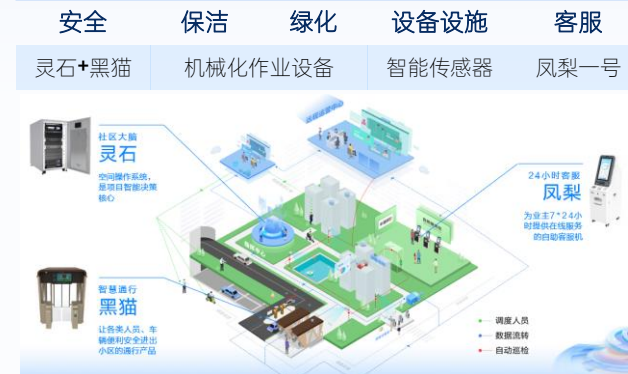 安全 保洁 绿化 设备设施 客服
灵石+黑猫 机械化作业设备 智能传感器 凤梨一号
社区大脑
灵石
空间操作系统,
是项目智能决策
核心
24小时客服
凤梨
为业主7*24小
时提供在线服务
的自助客服机
智慧通行
黑猫
让各类人员、车
辆便利安全进出
小区的通行产品
调度人员
数据流转
自动巡检